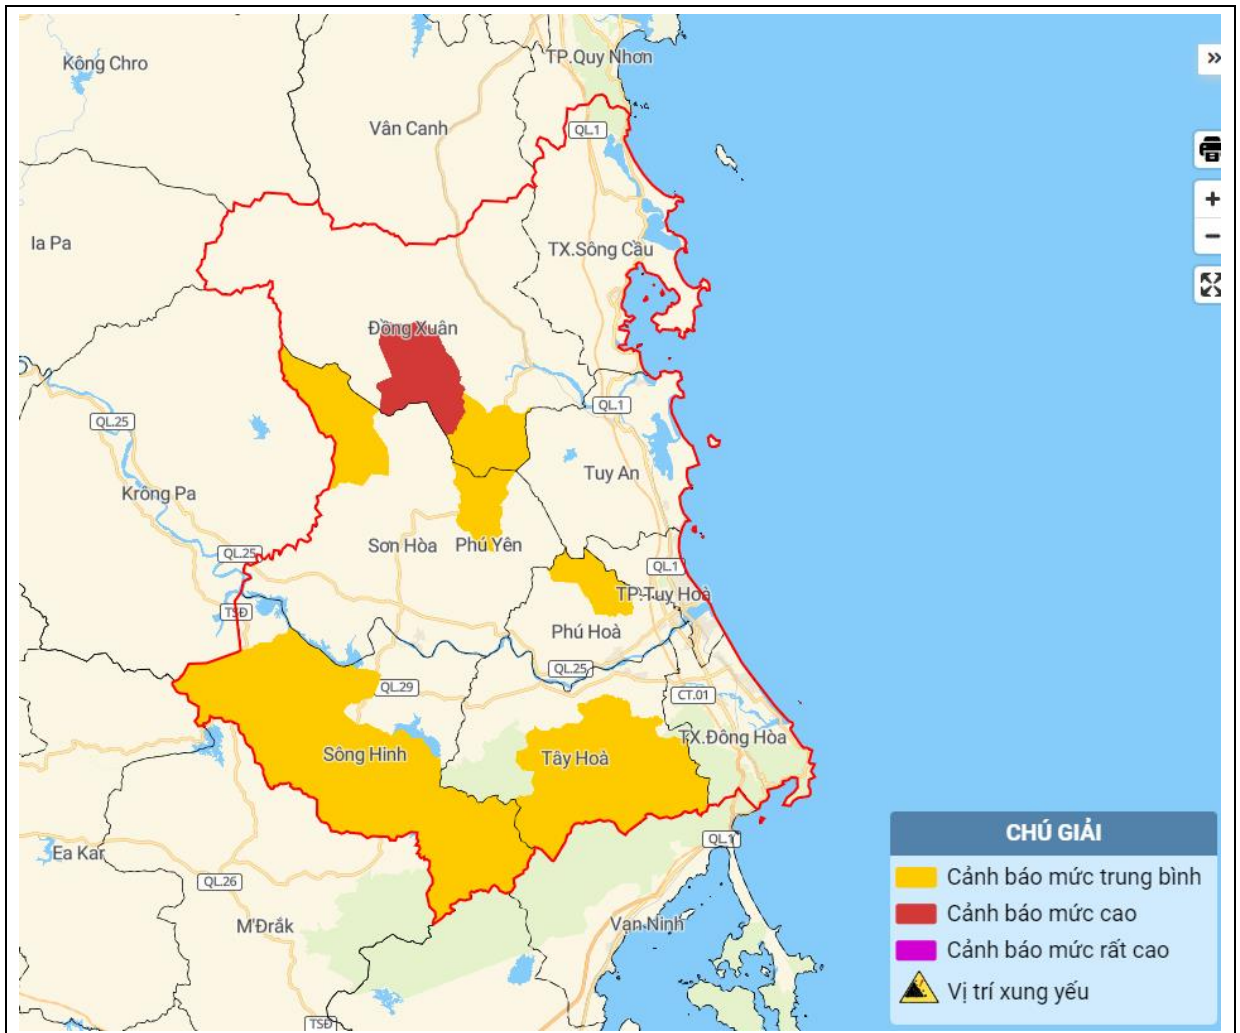 TP.Quy Nhơn
Kông Chro
Vân Canh
QL.1
»
+
−
Ia Pa
TX.Sông Cầu
Đồng Xuân
QL.1
QL.25
Tuy An
Krông Pa
Sơn Hòa
Phú Yên
QL.25
QL.1
TP.Tuy Hoà
TSĐ
Phú Hoà
QL.25
QL.29
CT.01
TX.Đông Hòa
Sông Hinh
Tây Hoà
CHÚ GIẢI
QL.1
Ea Kar
Cảnh báo mức trung bình
QL.26
Cảnh báo mức cao
M'Đrắk
Vạn Ninh
Cảnh báo mức rất cao
Vị trí xung yếu
TSĐ